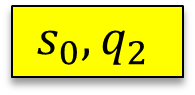 s₀, q₂